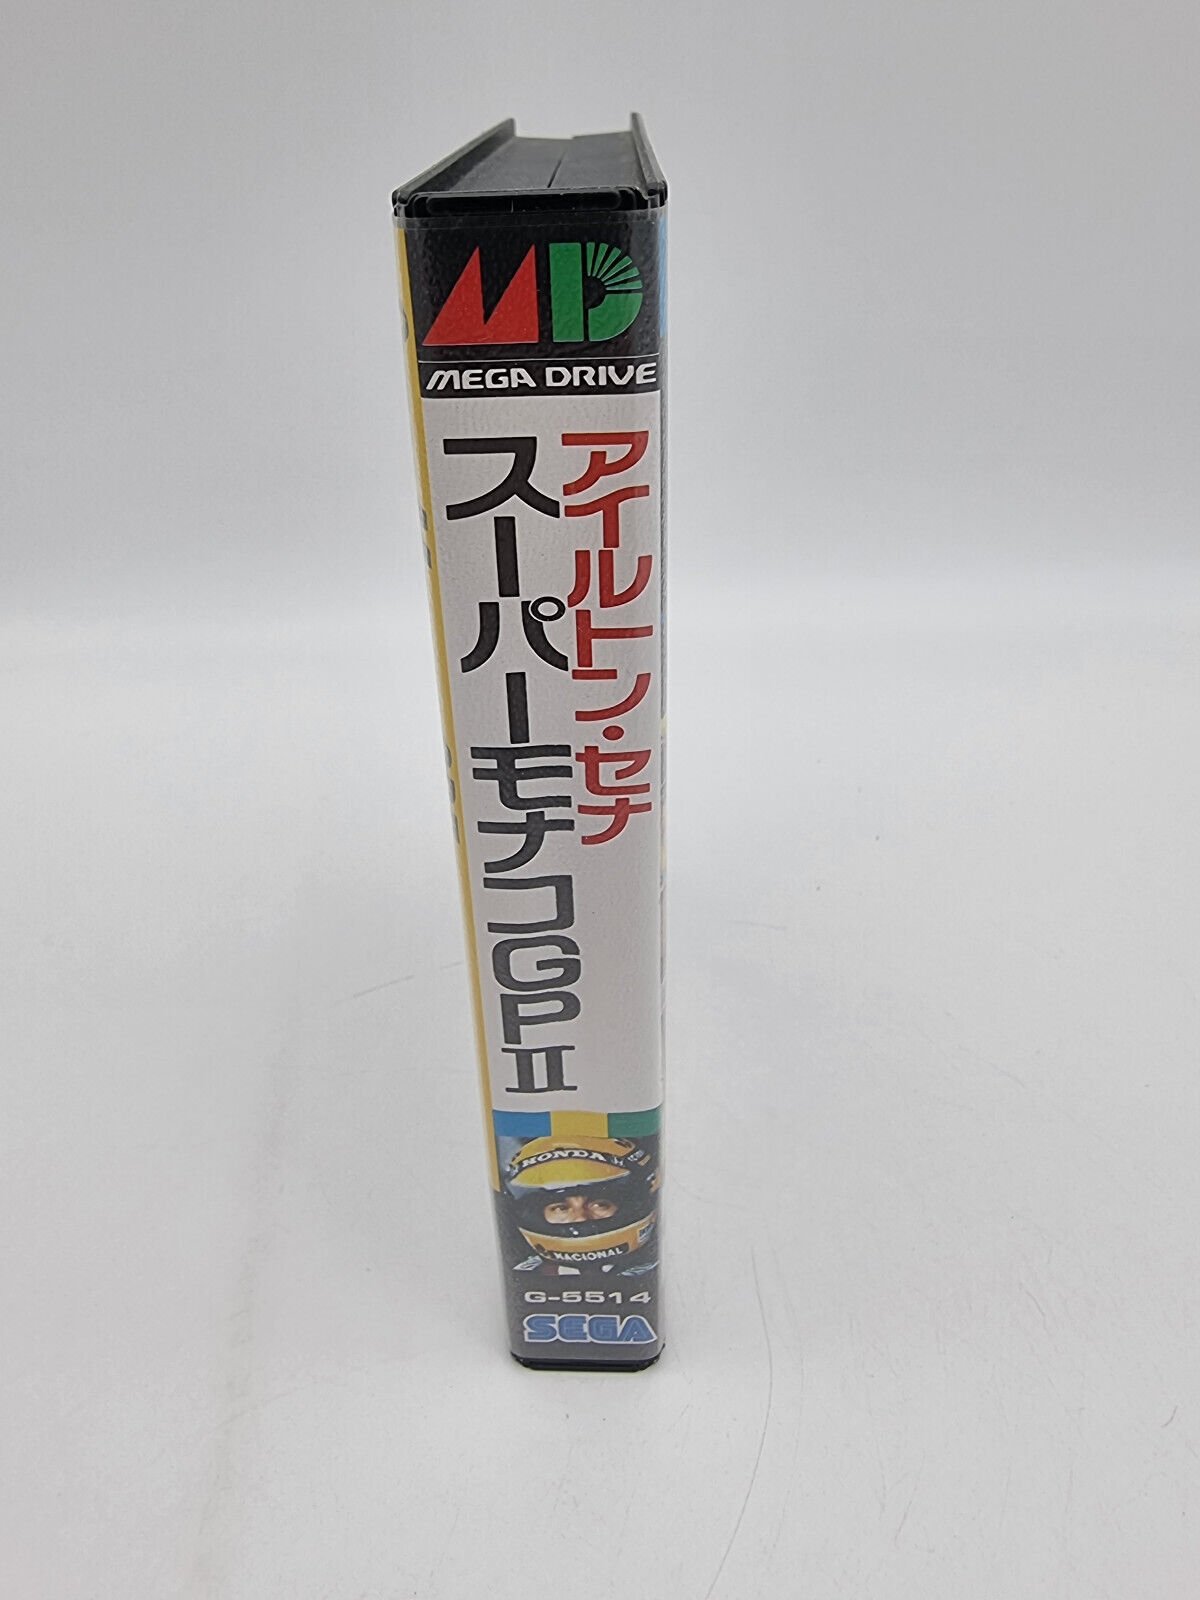 MD
MEGA DRIVE
アイルトン・セナ
スーパーモナコGPII
HONDA
NACIONAL
G-5514
SEGA